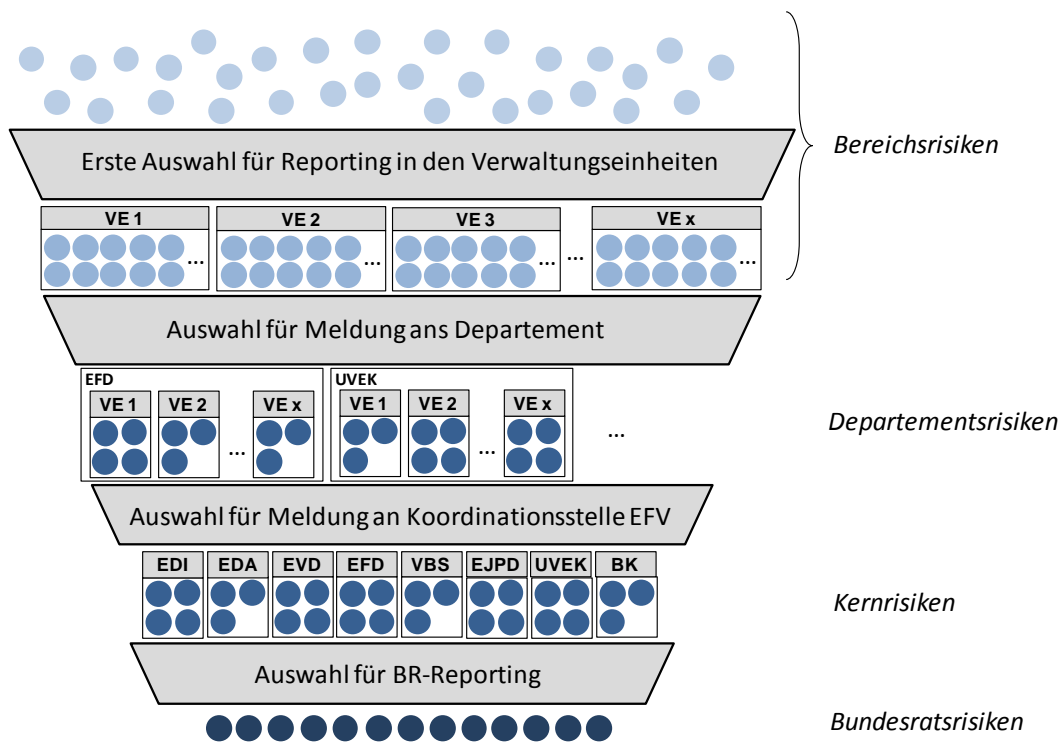 Erste Auswahl für Reporting in den Verwaltungseinheiten
Bereichsrisiken
VE 1
VE 2
VE 3
VE x
...
...
...
...
...
Auswahl für Meldung ans Departement
EFD
UVEK
VE 1
VE 2
VE x
VE 1
VE 2
VE x
...
...
...
Departementsrisiken
Auswahl für Meldung an Koordinationsstelle EFV
EDI
EDA
EVD
EFD
VBS
EJPD
UVEK
BK
Kernrisiken
Auswahl für BR-Reporting
Bundesratsrisiken